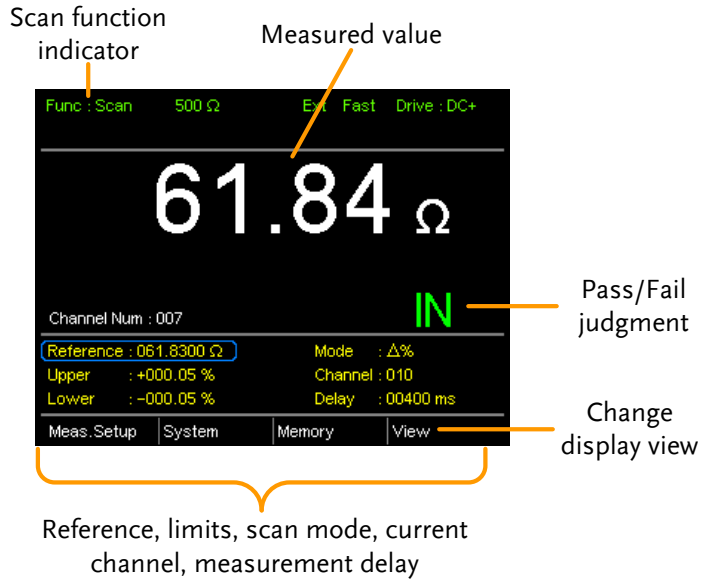 Scan function
indicator
Measured value
Func : Scan 500 Ω Ext Fast Drive : DC+
61.84 Ω
IN
Channel Num : 007
Pass/Fail
judgment
Reference : 061.8300 Ω Mode : Δ%
Upper : +000.05 % Channel : 010
Lower : -000.05 % Delay : 00400 ms
Meas.Setup System Memory View
Change
display view
Reference, limits, scan mode, current
channel, measurement delay